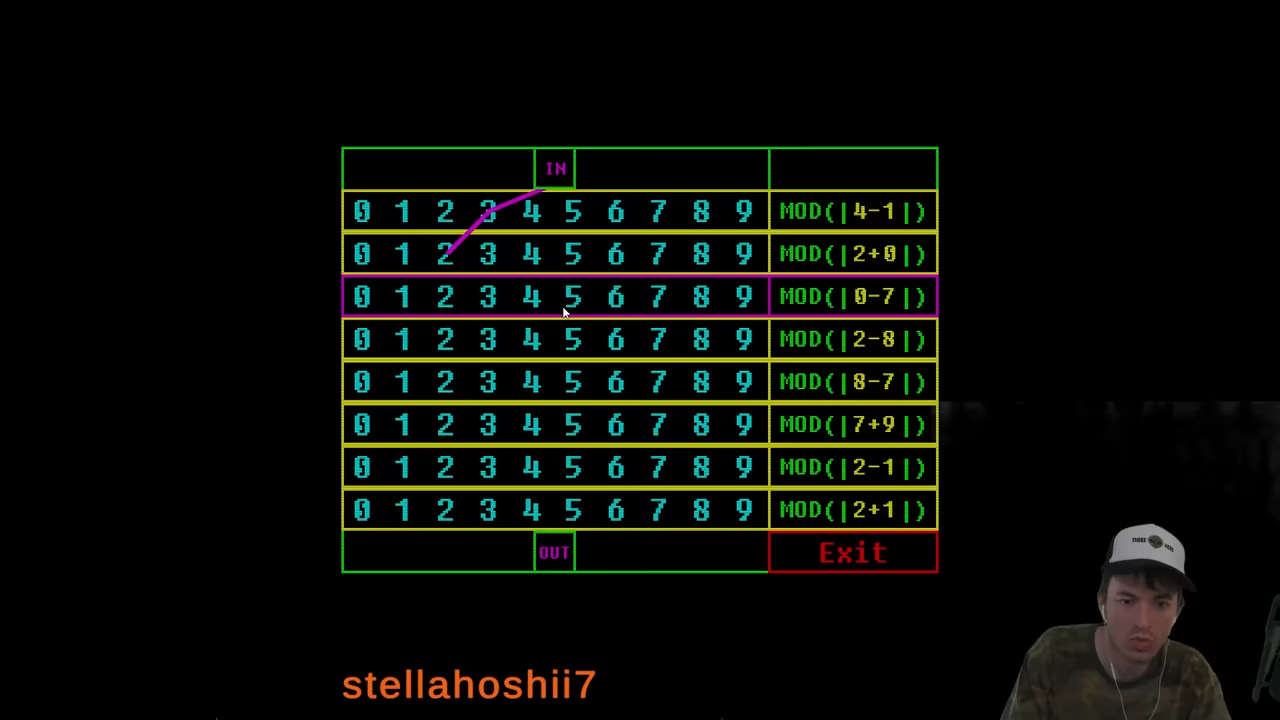 IN
0 1 2 3 4 5 6 7 8 9 MOD(|4-1|)
0 1 2 3 4 5 6 7 8 9 MOD(|2+0|)
0 1 2 3 4 5 6 7 8 9 MOD(|0-7|)
0 1 2 3 4 5 6 7 8 9 MOD(|2-8|)
0 1 2 3 4 5 6 7 8 9 MOD(|8-7|)
0 1 2 3 4 5 6 7 8 9 MOD(|7+9|)
0 1 2 3 4 5 6 7 8 9 MOD(|2-1|)
0 1 2 3 4 5 6 7 8 9 MOD(|2+1|)
OUT Exit
stellahoshii7